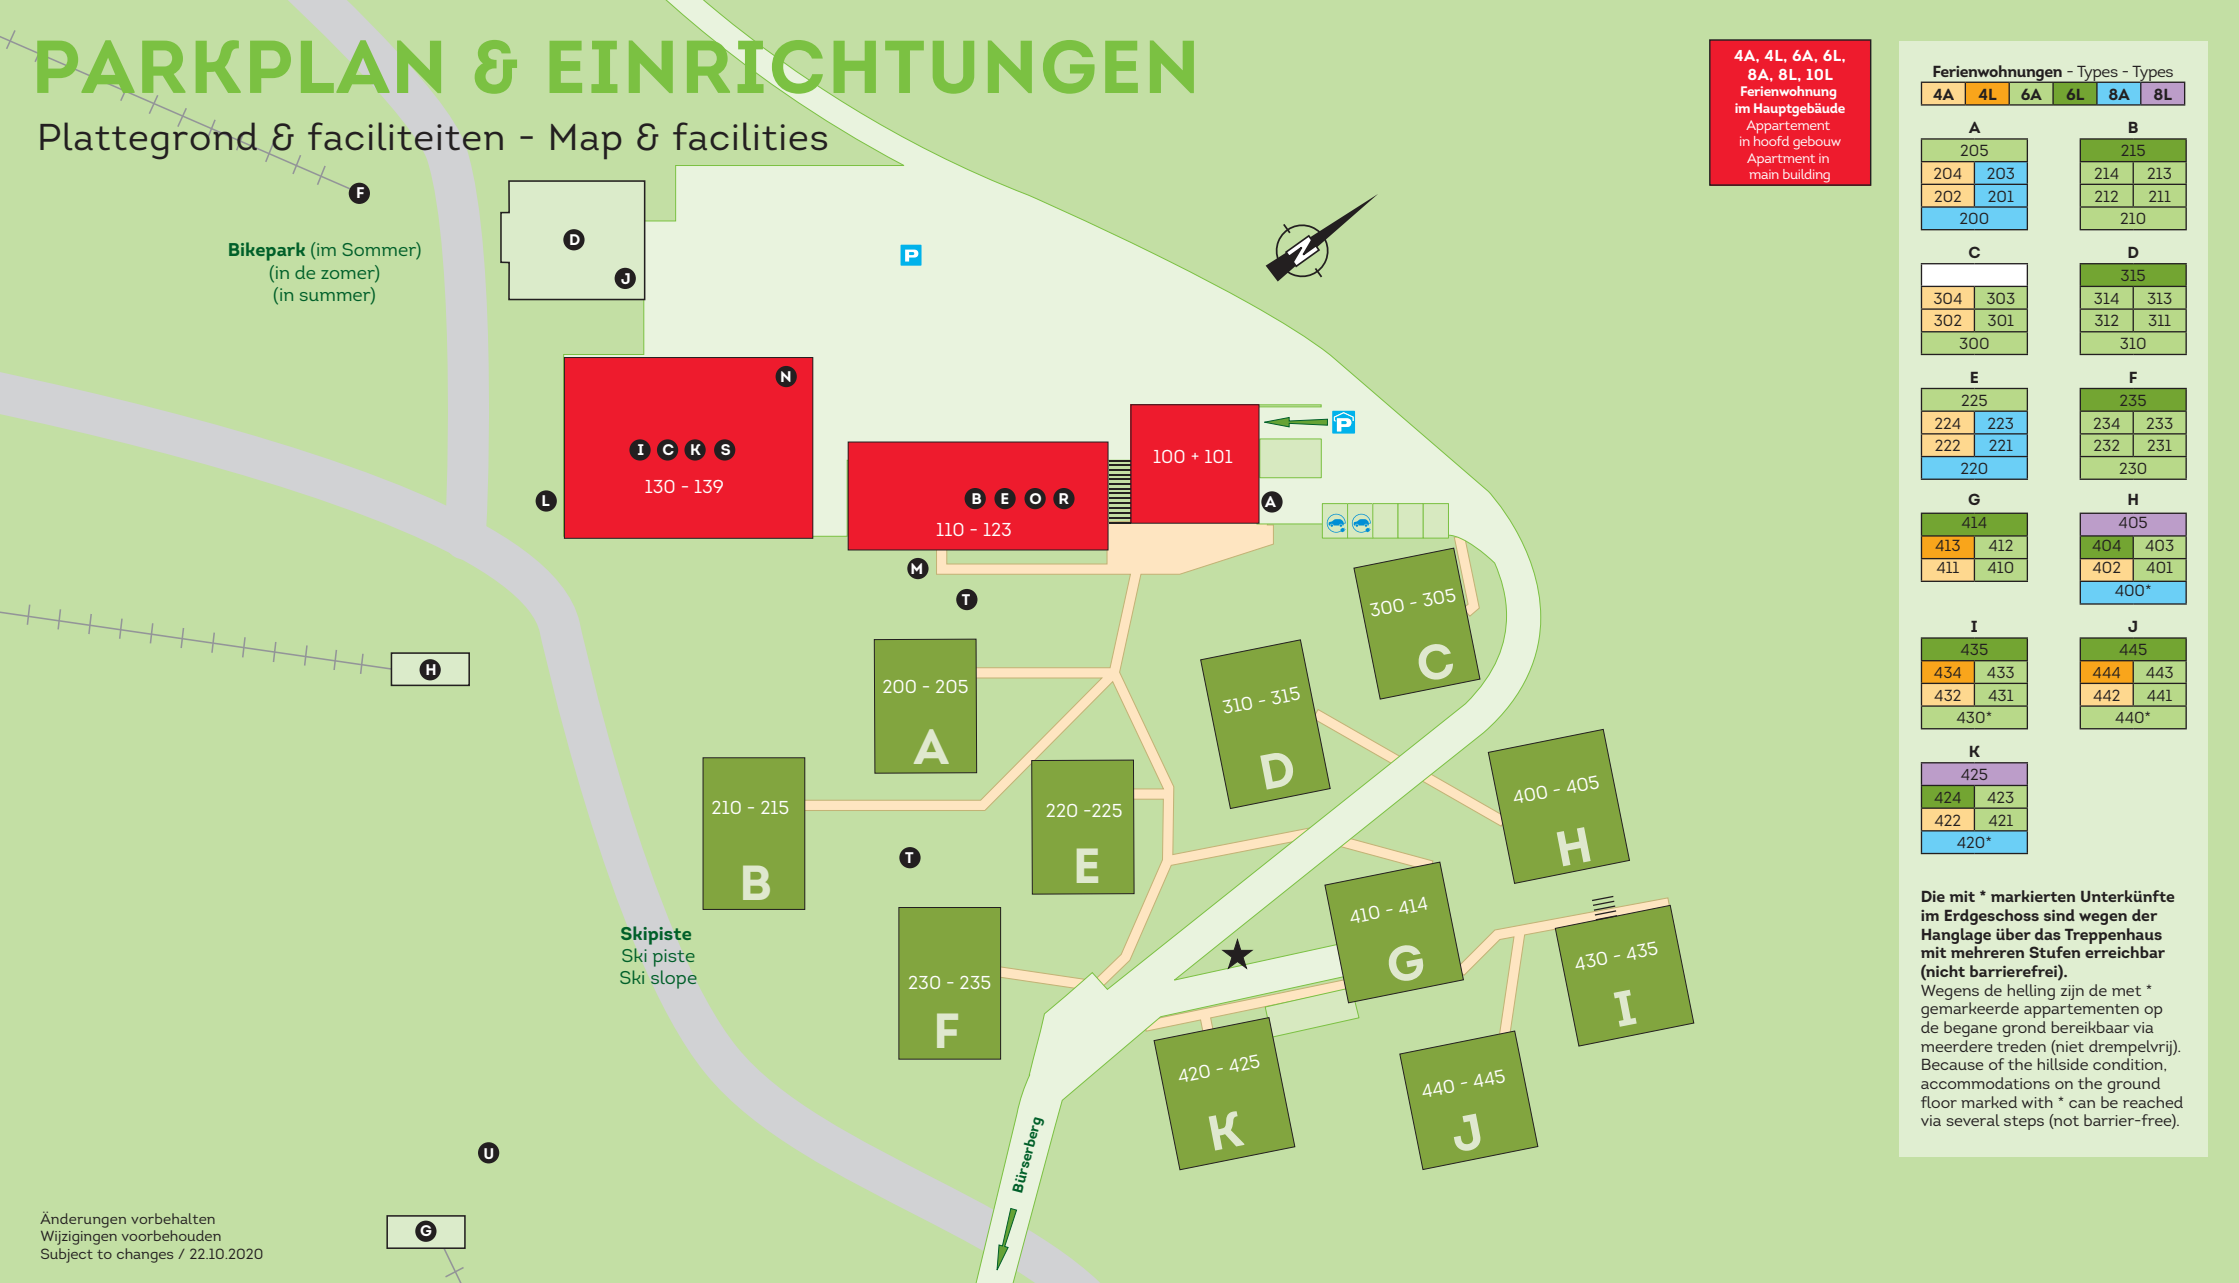 PARKPLAN & EINRICHTUNGEN
Plattegrond & faciliteiten - Map & facilities
F
Bikepark (im Sommer)
(in de zomer)
(in summer)
D
J
P
N
N
I C K S
130 - 139
L
B E O R
110 - 123
100 + 101
P
A
M
T
H
200 - 205
A
210 - 215
B
220 -225
E
T
230 - 235
F
300 - 305
C
310 - 315
D
400 - 405
H
410 - 414
G
430 - 435
I
420 - 425
K
440 - 445
J
Skipiste
Ski piste
Ski slope
Bürserberg
U
G
Änderungen vorbehalten
Wijzigingen voorbehouden
Subject to changes / 22.10.2020
4A, 4L, 6A, 6L,
8A, 8L, 10L
Ferienwohnung
im Hauptgebäude
Appartement
in hoofd gebouw
Apartment in
main building
Ferienwohnungen - Types - Types
4A 4L 6A 6L 8A 8L
A
205
204 203
202 201
200
B
215
214 213
212 211
210
C
304 303
302 301
300
D
315
314 313
312 311
310
E
225
224 223
222 221
220
F
235
234 233
232 231
230
G
414
413 412
411 410
H
405
404 403
402 401
400*
I
435
434 433
432 431
430*
J
445
444 443
442 441
440*
K
425
424 423
422 421
420*
Die mit * markierten Unterkünfte
im Erdgeschoss sind wegen der
Hanglage über das Treppenhaus
mit mehreren Stufen erreichbar
(nicht barrierefrei).
Wegens de helling zijn de met *
gemarkeerde appartementen op
de begane grond bereikbaar via
meerdere treden (niet drempelvrij).
Because of the hillside condition,
accommodations on the ground
floor marked with * can be reached
via several steps (not barrier-free).